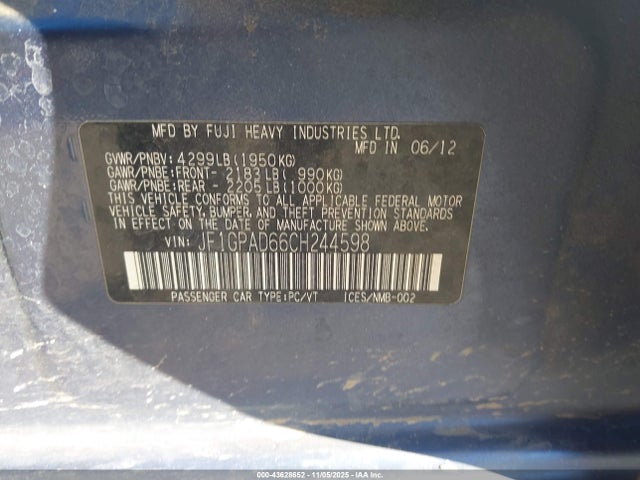 MFD BY FUJI HEAVY INDUSTRIES LTD.
MFD IN 06/12
GVWR/PNBV: 4299LB(1950KG)
GAWR/PNBE:FRONT- 2183LB( 990KG)
GAWR/PNBE:REAR - 2205LB(1000KG)
THIS VEHICLE CONFORMS TO ALL APPLICABLE FEDERAL MOTOR
VEHICLE SAFETY, BUMPER, AND THEFT PREVENTION STANDARDS
IN EFFECT ON THE DATE OF MANUFACTURE SHOWN ABOVE.
VIN: JF1GPAD66CH244598
PASSENGER CAR TYPE:PC/VT ICES/NMB-002
000-43628652 - 11/05/2025 - IAAI.COM